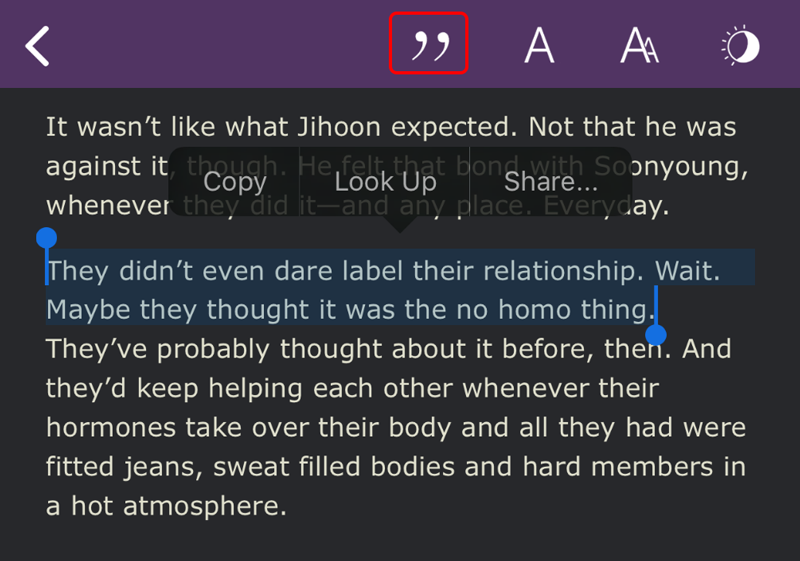 ,,
A
AA
It wasn’t like what Jihoon expected. Not that he was
against it, though. He felt that bond with Soonyoung,
whenever they did it—and any place. Everyday.
Copy Look Up Share...
They didn’t even dare label their relationship. Wait.
Maybe they thought it was the no homo thing.
They’ve probably thought about it before, then. And
they’d keep helping each other whenever their
hormones take over their body and all they had were
fitted jeans, sweat filled bodies and hard members in
a hot atmosphere.